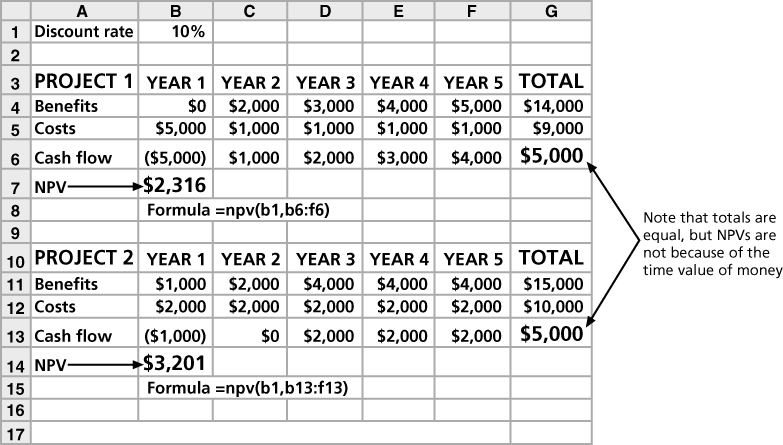 A B C D E F G
1 Discount rate 10%
2
3 PROJECT 1 YEAR 1 YEAR 2 YEAR 3 YEAR 4 YEAR 5 TOTAL
4 Benefits $0 $2,000 $3,000 $4,000 $5,000 $14,000
5 Costs $5,000 $1,000 $1,000 $1,000 $1,000 $9,000
6 Cash flow ($5,000) $1,000 $2,000 $3,000 $4,000 $5,000
7 NPV $2,316
8 Formula =npv(b1,b6:f6)
9
10 PROJECT 2 YEAR 1 YEAR 2 YEAR 3 YEAR 4 YEAR 5 TOTAL
11 Benefits $1,000 $2,000 $4,000 $4,000 $4,000 $15,000
12 Costs $2,000 $2,000 $2,000 $2,000 $2,000 $10,000
13 Cash flow ($1,000) $0 $2,000 $2,000 $2,000 $5,000
14 NPV $3,201
15 Formula =npv(b1,b13:f13)
16
17
Note that totals are
equal, but NPVs are
not because of the
time value of money